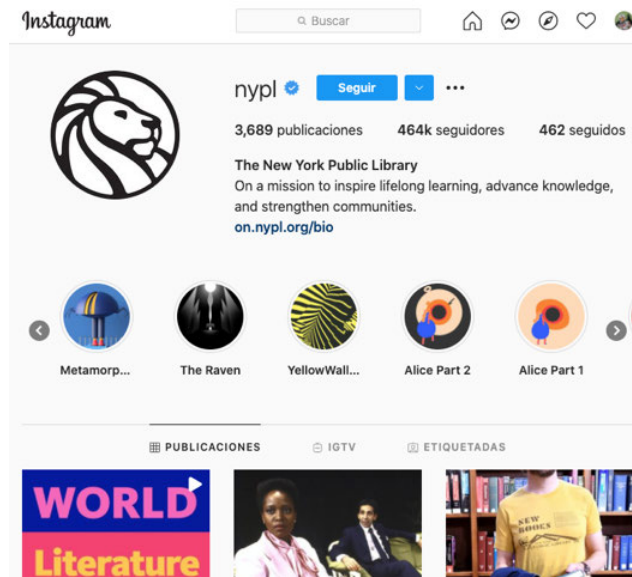 Instagram
Buscar
nypl
Seguir
3,689 publicaciones 464k seguidores 462 seguidos
The New York Public Library
On a mission to inspire lifelong learning, advance knowledge,
and strengthen communities.
on.nypl.org/bio
Metamorp... The Raven YellowWall... Alice Part 2 Alice Part 1
PUBLICACIONES IGTV ETIQUETADAS
WORLD
Literature
NEW
BOOKS